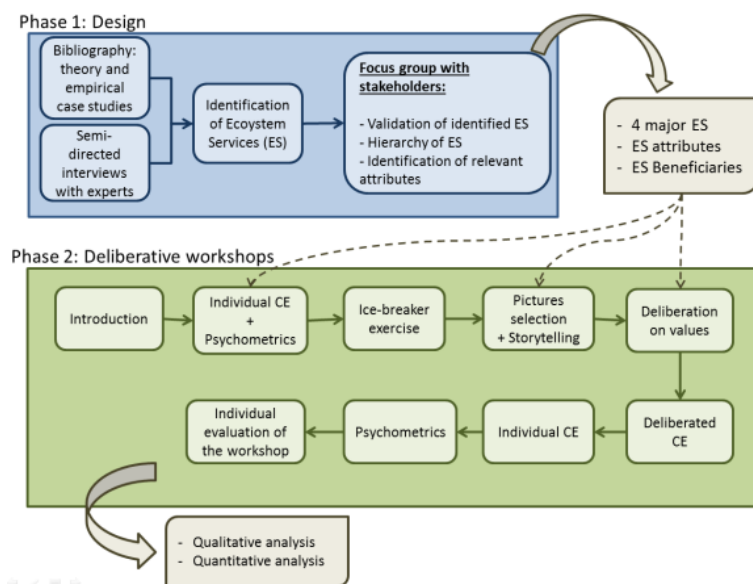 Phase 1: Design
Bibliography:
theory and
empirical
case studies
Semi-
directed
interviews
with experts
Identification
of Ecoystem
Services (ES)
Focus group with
stakeholders:
- Validation of identified ES
- Hierarchy of ES
- Identification of relevant
attributes
- 4 major ES
- ES attributes
- ES Beneficiaries
Phase 2: Deliberative workshops
Introduction
Individual CE
+
Psychometrics
Ice-breaker
exercise
Pictures
selection
+ Storytelling
Deliberation
on values
Deliberated
CE
Individual CE
Psychometrics
Individual
evaluation of
the workshop
- Qualitative analysis
- Quantitative analysis